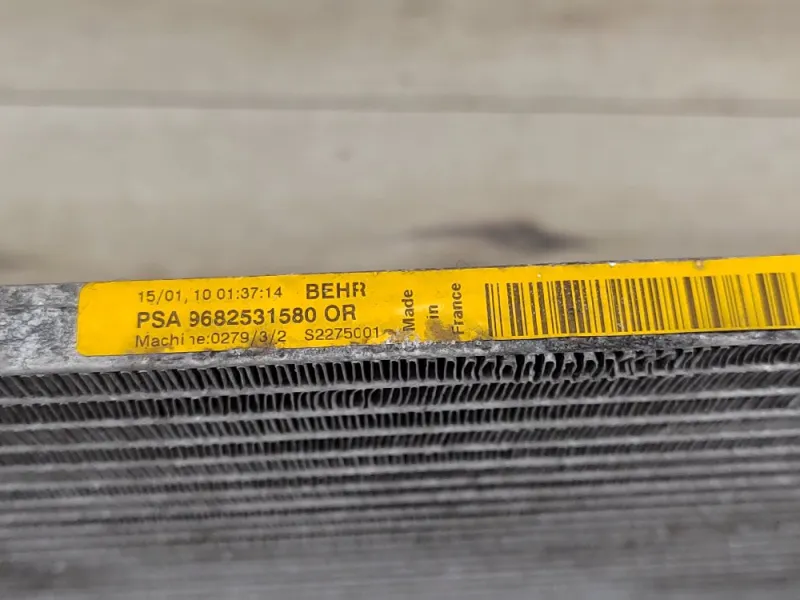 15/01, 10 01:37:14 BEHR
PSA 9682531580 OR
Machine:0279/3/2 S2275001
Made
in
France